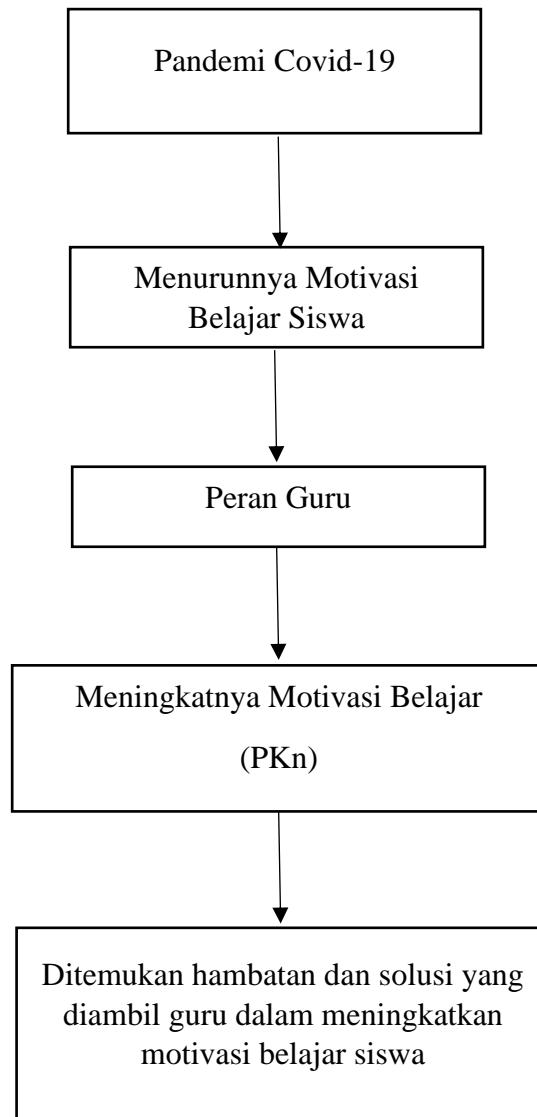 Pandemi Covid-19
Menurunnya Motivasi
Belajar Siswa
Peran Guru
Meningkatnya Motivasi Belajar
(PKn)
Ditemukan hambatan dan solusi yang
diambil guru dalam meningkatkan
motivasi belajar siswa